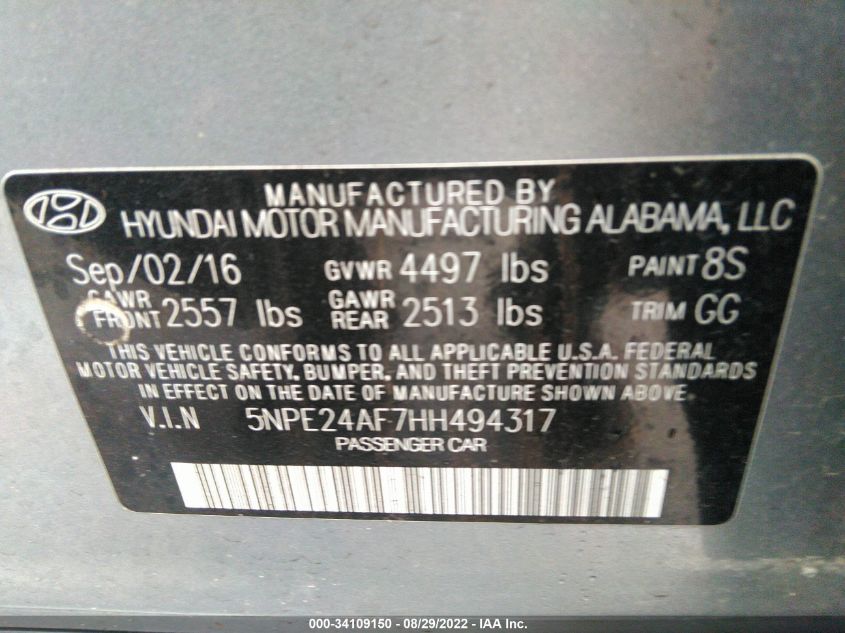 MANUFACTURED BY
HYUNDAI MOTOR MANUFACTURING ALABAMA, LLC
Sep/02/16 GVWR 4497 lbs PAINT 8S
GAWR FRONT 2557 lbs GAWR REAR 2513 lbs TRIM GG
THIS VEHICLE CONFORMS TO ALL APPLICABLE U.S.A. FEDERAL
MOTOR VEHICLE SAFETY, BUMPER, AND THEFT PREVENTION STANDARDS
IN EFFECT ON THE DATE OF MANUFACTURE SHOWN ABOVE.
V.I.N 5NPE24AF7HH494317
PASSENGER CAR
000-34109150 - 08/29/2022 - IAA Inc.